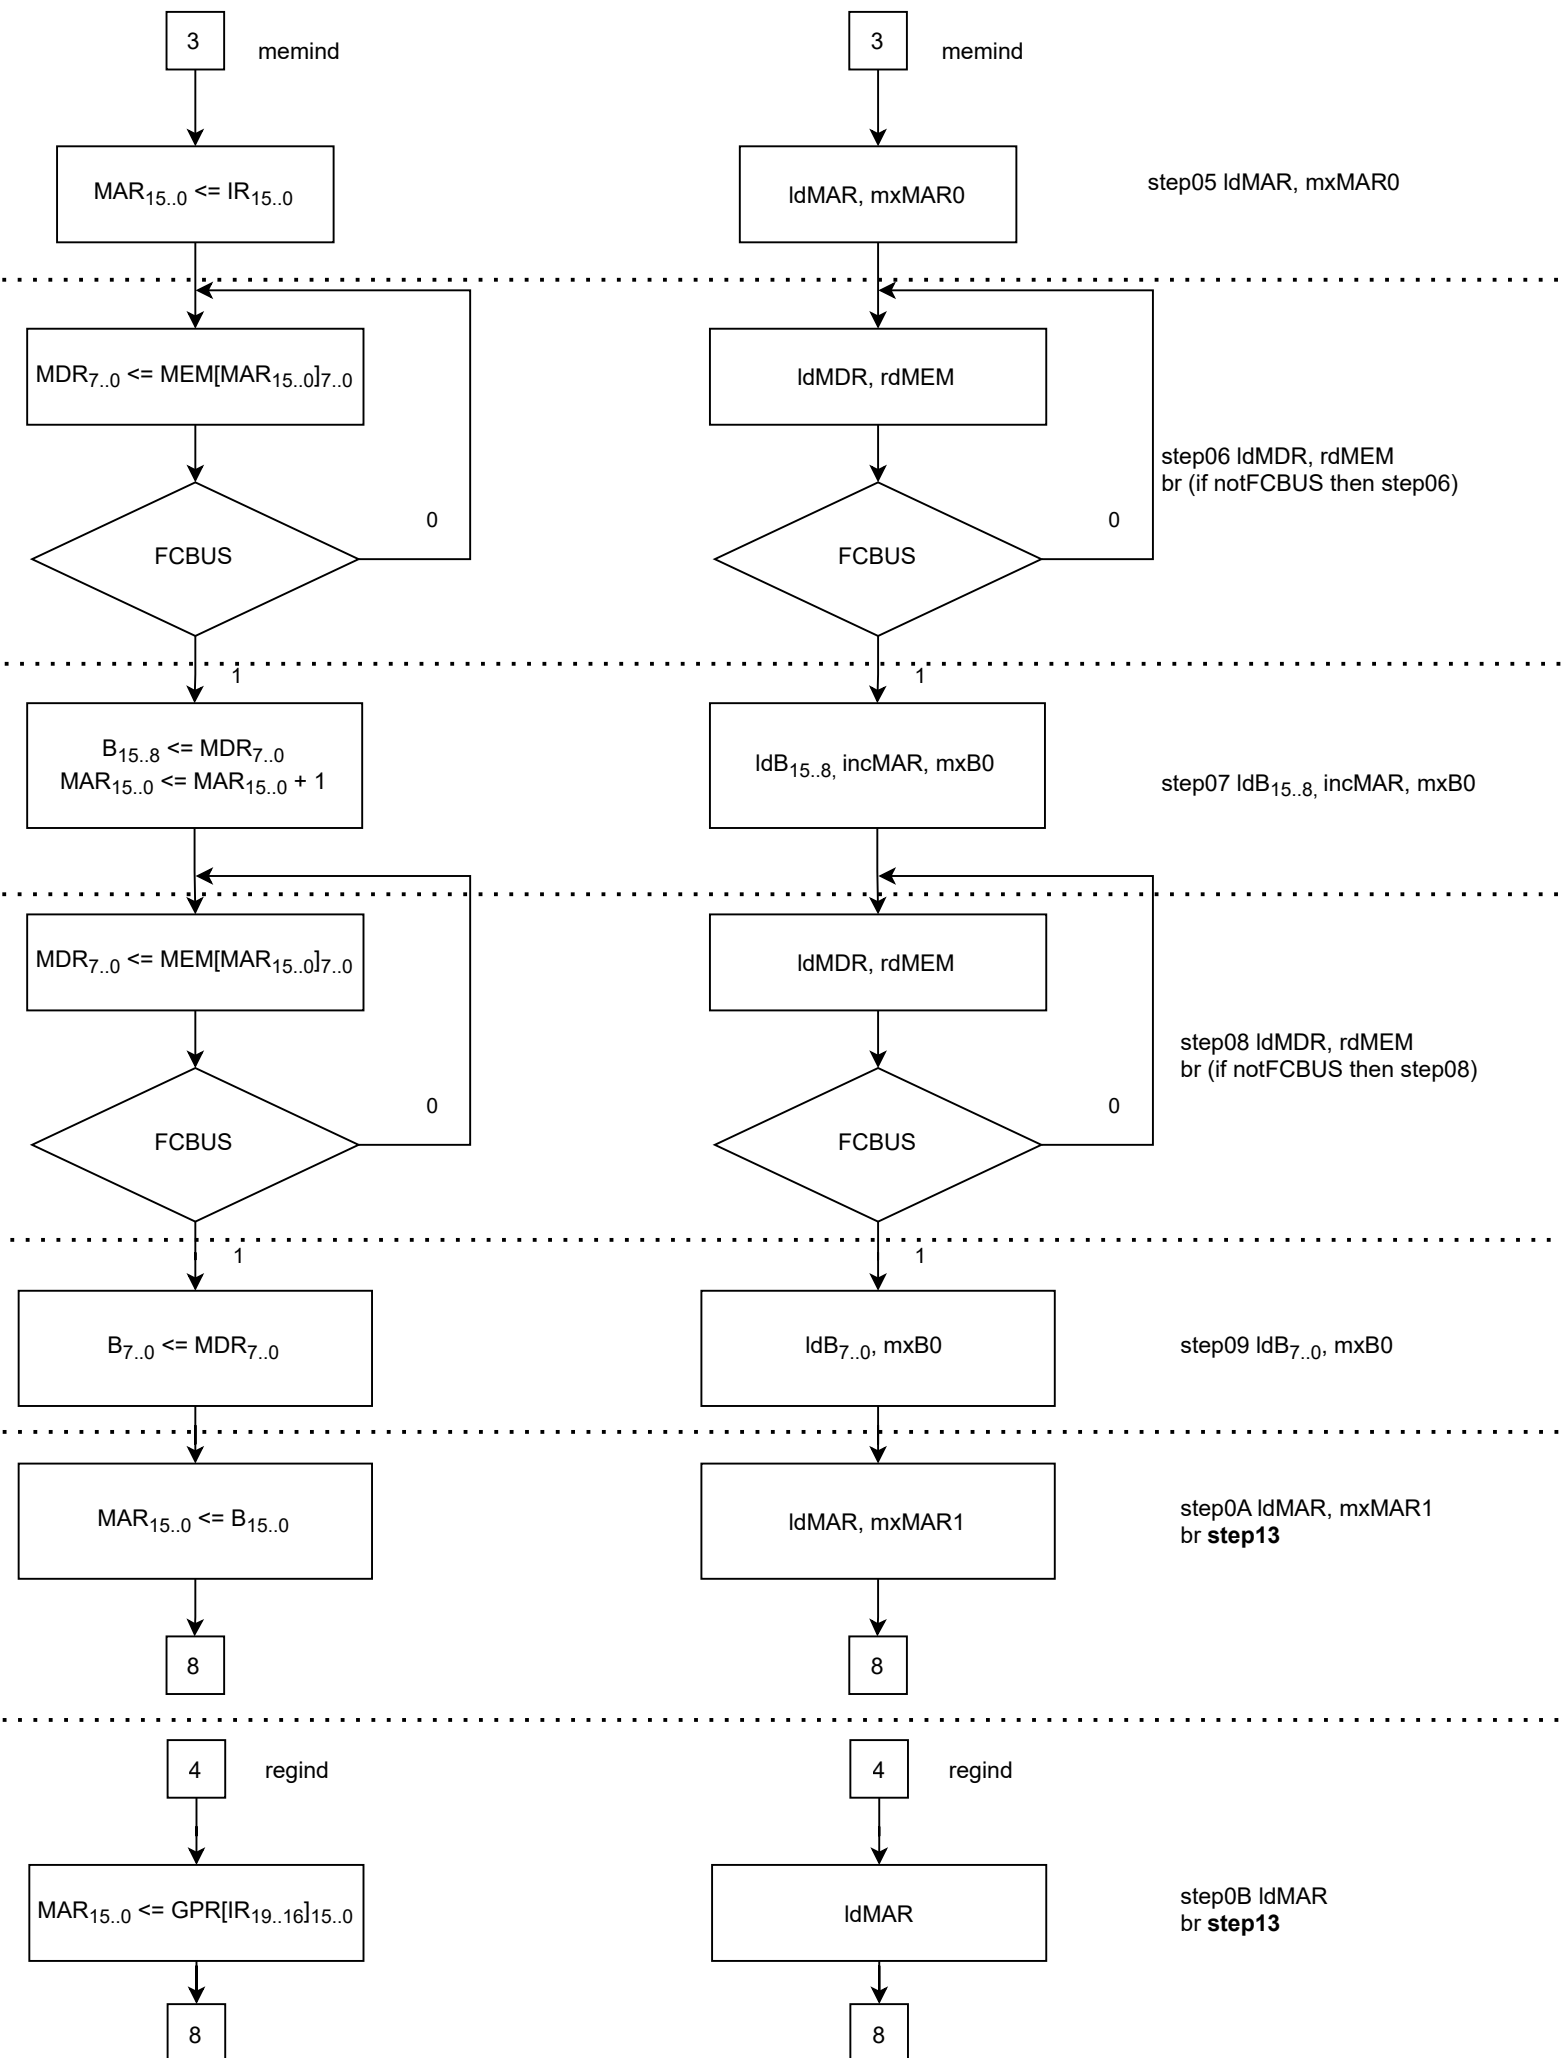 3 memind 3 memind
MAR15..0 <= IR15..0 ldMAR, mxMAR0 step05 ldMAR, mxMAR0
MDR7..0 <= MEM[MAR15..0]7..0 ldMDR, rdMEM
step06 ldMDR, rdMEM
br (if notFCBUS then step06)
0 0
FCBUS FCBUS
1 1
B15..8 <= MDR7..0
MAR15..0 <= MAR15..0 + 1
ldB15..8, incMAR, mxB0 step07 ldB15..8, incMAR, mxB0
MDR7..0 <= MEM[MAR15..0]7..0 ldMDR, rdMEM
step08 ldMDR, rdMEM
br (if notFCBUS then step08)
0 0
FCBUS FCBUS
1 1
B7..0 <= MDR7..0 ldB7..0, mxB0 step09 ldB7..0, mxB0
MAR15..0 <= B15..0 ldMAR, mxMAR1 step0A ldMAR, mxMAR1
br step13
8 8
4 regind 4 regind
MAR15..0 <= GPR[IR19..16]15..0 ldMAR step0B ldMAR
br step13
8 8